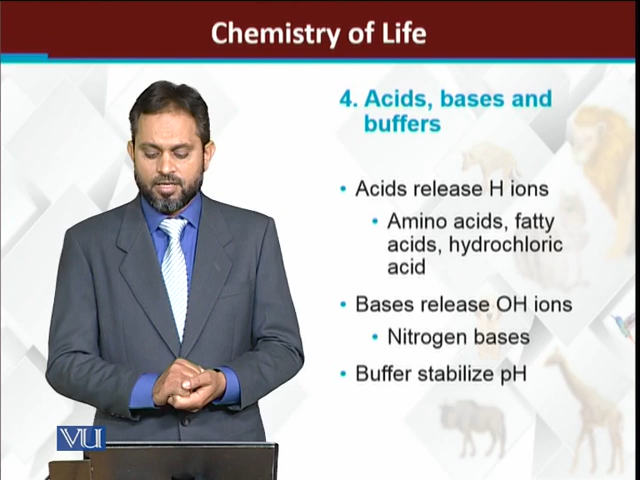 Chemistry of Life
4. Acids, bases and
buffers
• Acids release H ions
• Amino acids, fatty
acids, hydrochloric
acid
• Bases release OH ions
• Nitrogen bases
• Buffer stabilize pH
VU